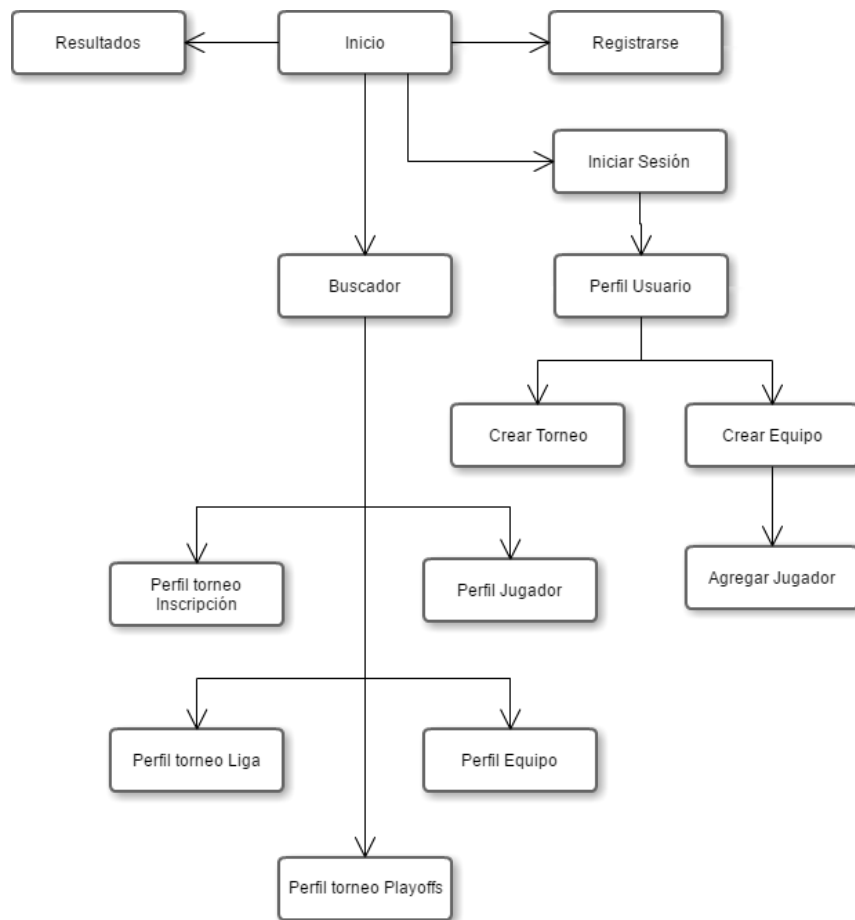 Resultados
Inicio
Registrarse
Iniciar Sesión
Buscador
Perfil Usuario
Crear Torneo
Crear Equipo
Perfil torneo
Inscripción
Perfil Jugador
Agregar Jugador
Perfil torneo Liga
Perfil Equipo
Perfil torneo Playoffs